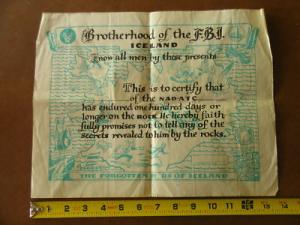 Brotherhood of the F.B.I.
ICELAND
Know all men by these presents
This is to certify that
of the NAD-ATC
has endured one hundred days or
longer on the ROCK. He hereby faith
fully promises not to tell any of the
secrets revealed to him by the rocks.
THE FORGOTTEN B OF ICELAND
1 2 3 4 5 6 7 8 9 10 11 12 13 14